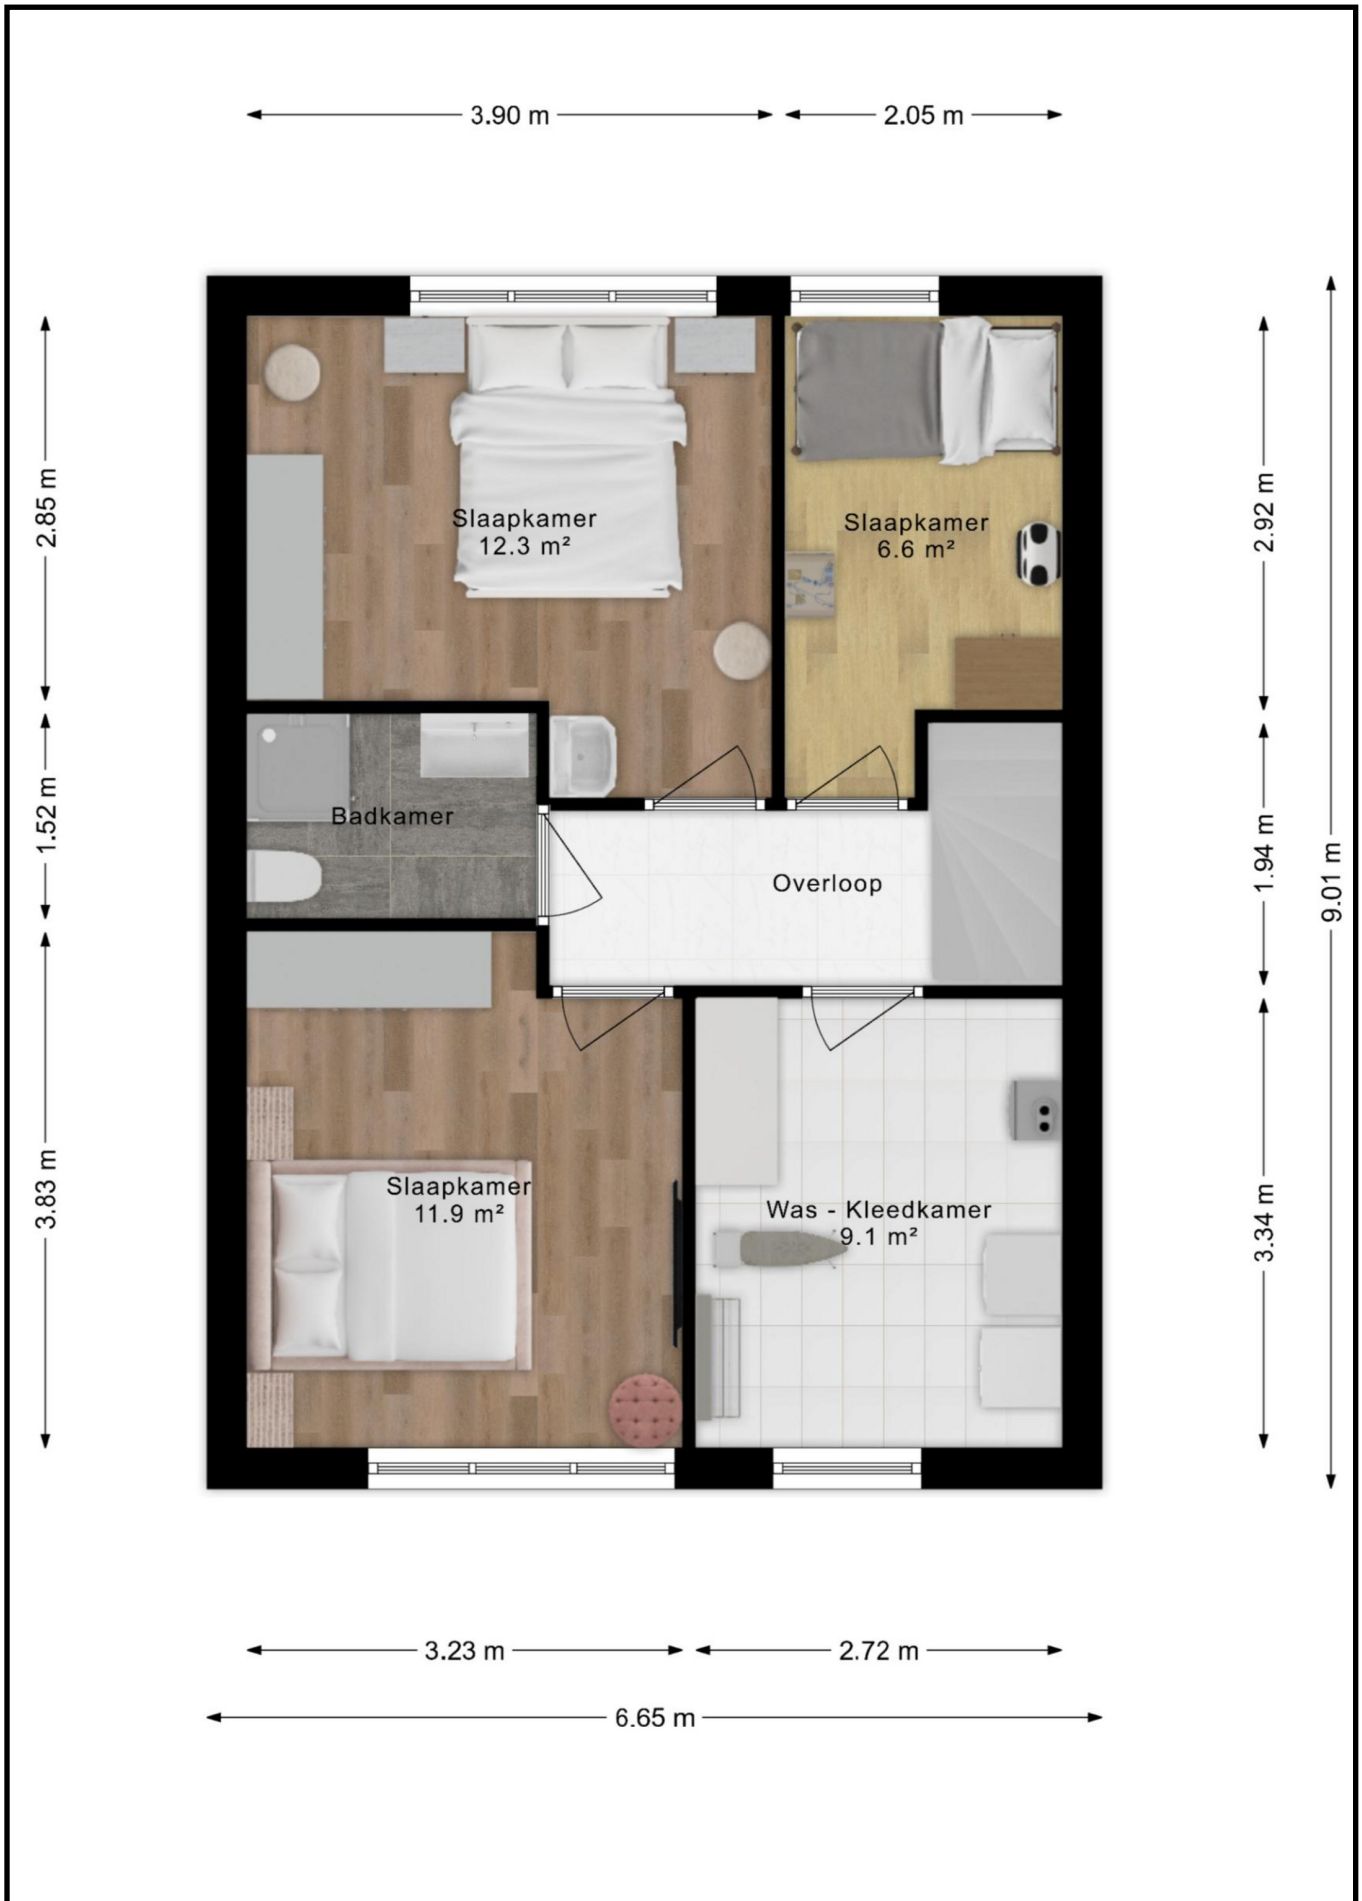 3.90 m
2.05 m
2.85 m
2.92 m
Slaapkamer
12.3 m²
Slaapkamer
6.6 m²
1.52 m
Badkamer
1.94 m
Overloop
9.01 m
3.83 m
Slaapkamer
11.9 m²
Was - Kleedkamer
9.1 m²
3.34 m
3.23 m
2.72 m
6.65 m